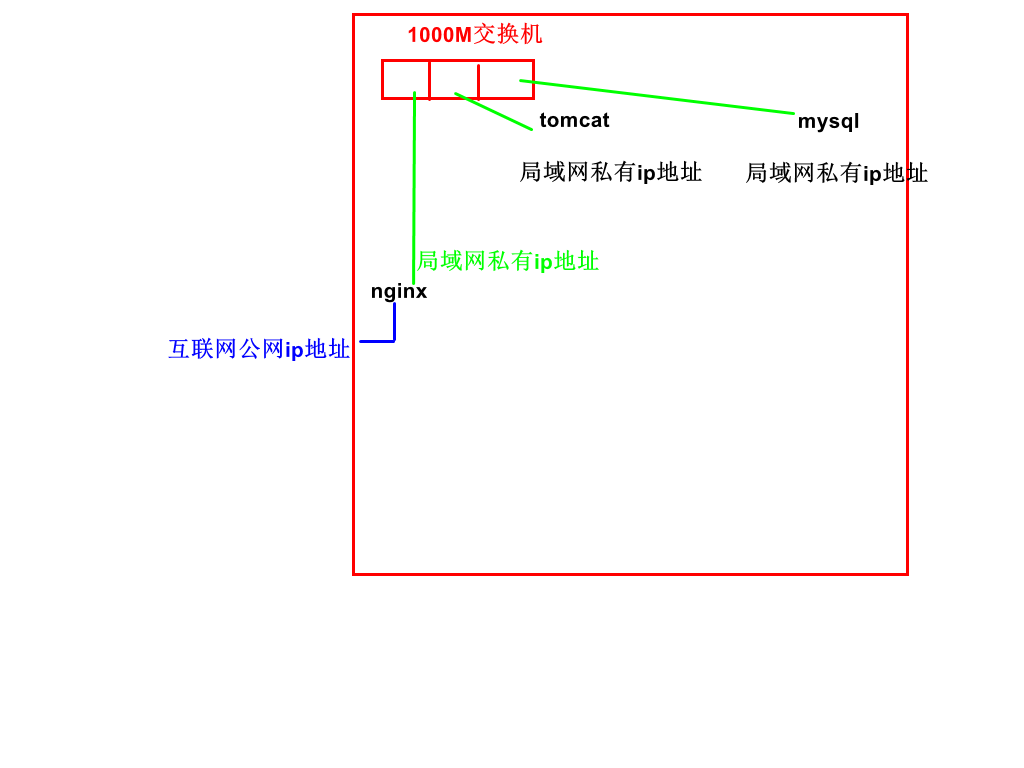 1000M交换机
tomcat
mysql
局域网私有ip地址
局域网私有ip地址
局域网私有ip地址
nginx
互联网公网ip地址